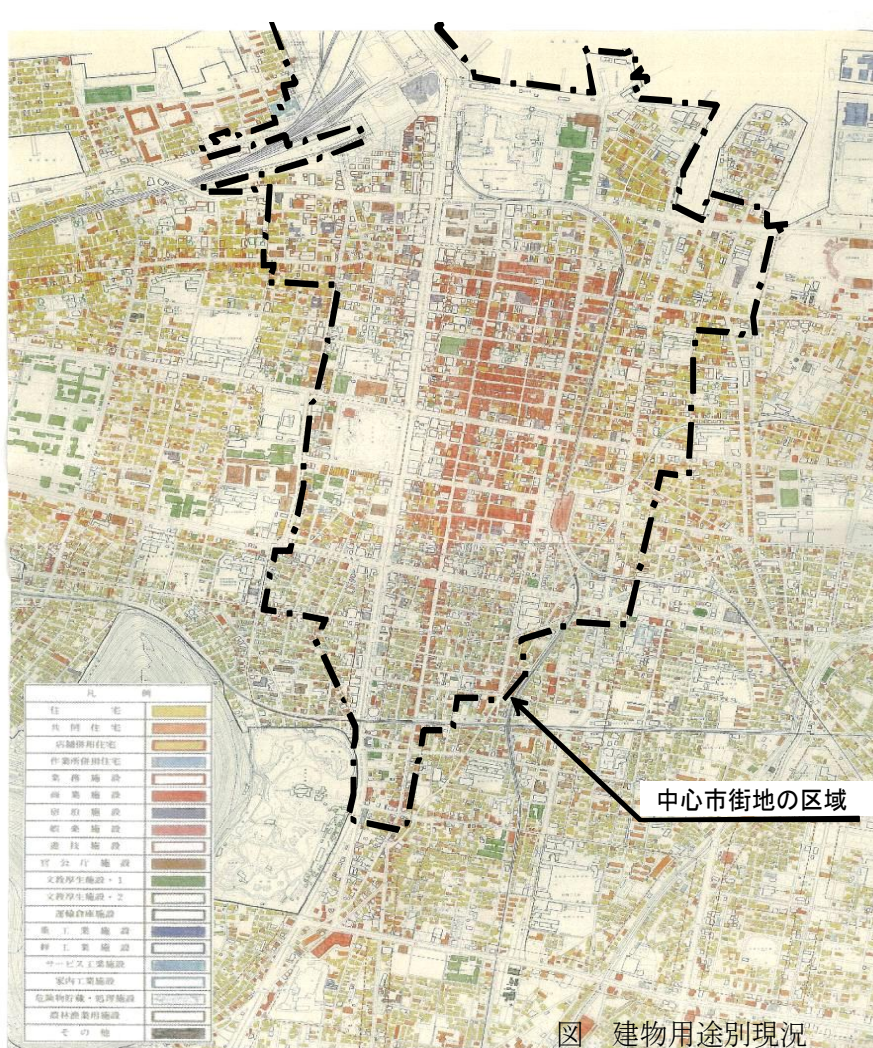 凡 例
住 宅
共 同 住 宅
店舗併用住宅
作業所併用住宅
業 務 施 設
商 業 施 設
宿 泊 施 設
娯 楽 施 設
遊 技 施 設
官 公 庁 施 設
文教厚生施設・1
文教厚生施設・2
運輸倉庫施設
重 工 業 施 設
軽 工 業 施 設
サービス工業施設
家内工業施設
危険物貯蔵・処理施設
農林漁業用施設
そ の 他
中心市街地の区域
図 建物用途別現況